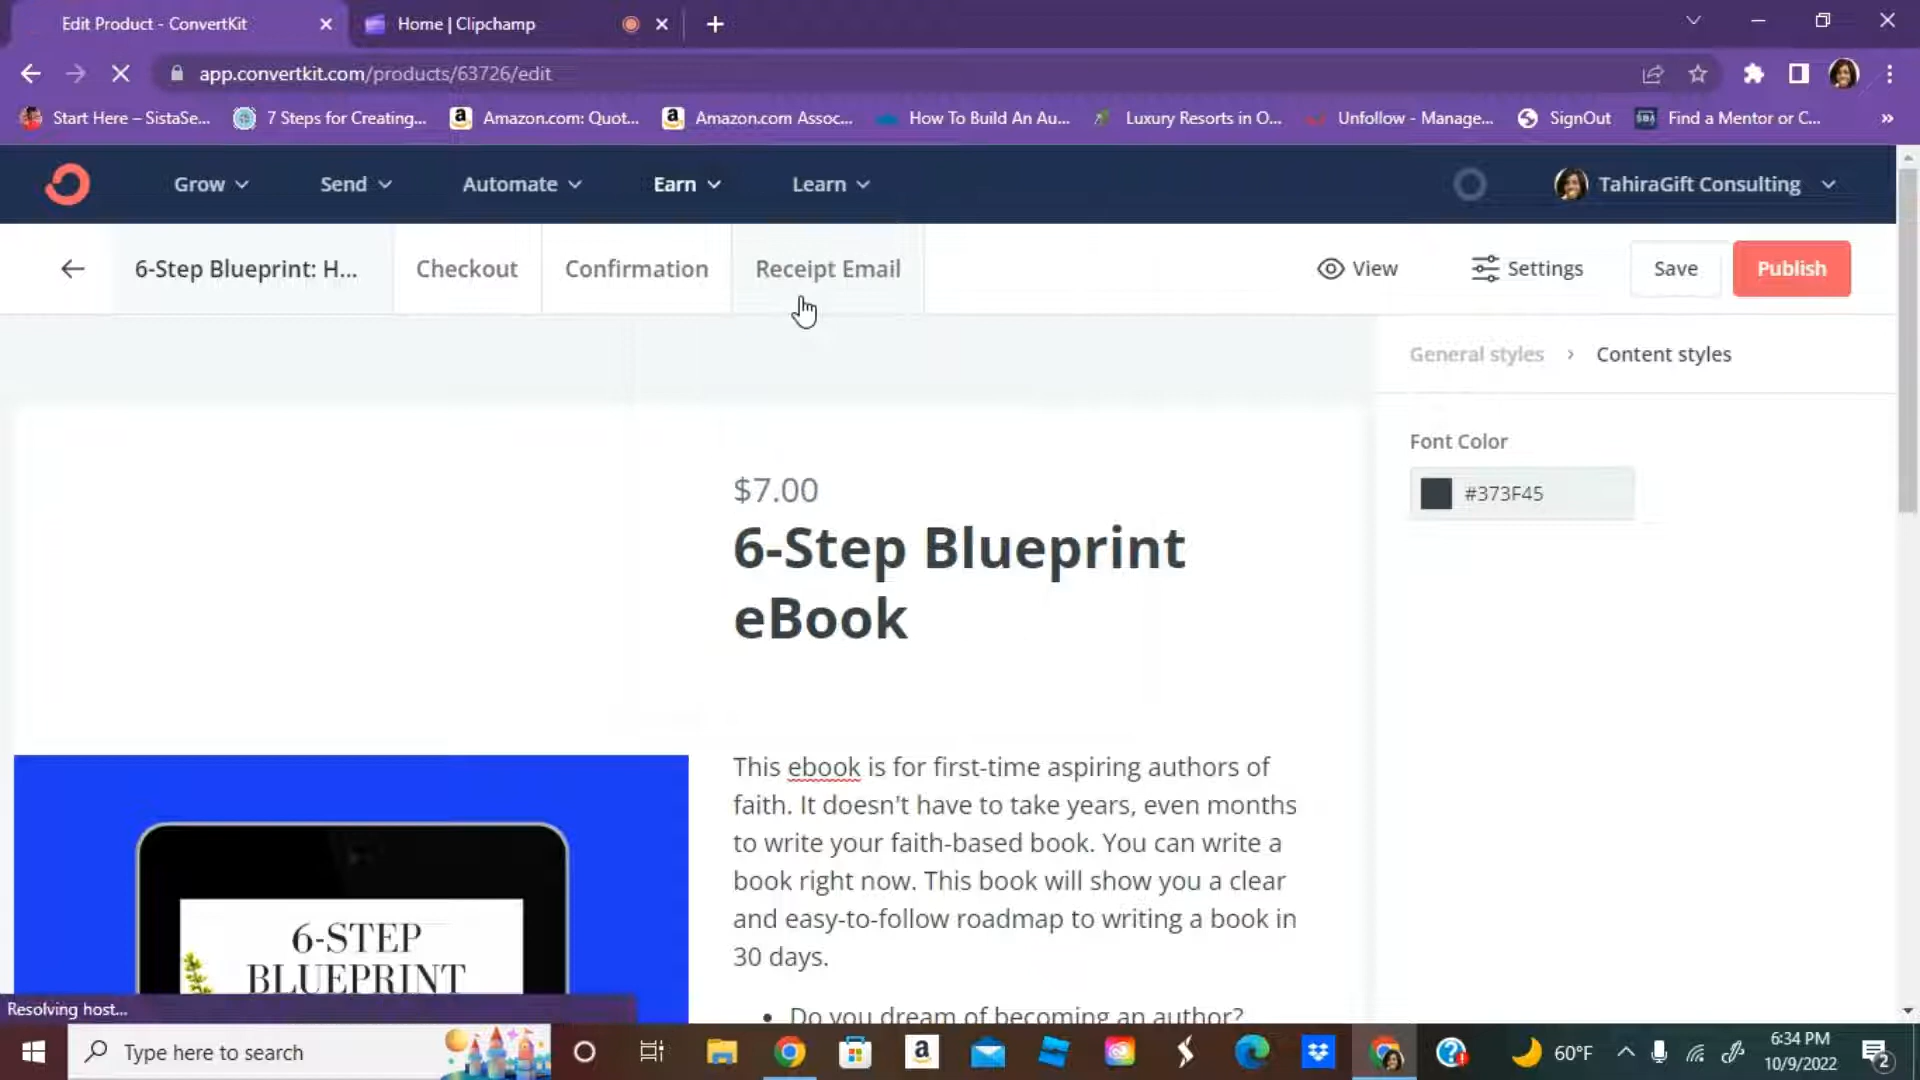 Edit Product - ConvertKit
Home | Clipchamp
app.convertkit.com/products/63726/edit
Start Here – SistaSe...
7 Steps for Creating...
Amazon.com: Quot...
Amazon.com Assoc...
How To Build An Au...
Luxury Resorts in O...
Unfollow - Manage...
SignOut
Find a Mentor or C...
»
Grow
Send
Automate
Earn
Learn
TahiraGift Consulting
6-Step Blueprint: H...
Checkout
Confirmation
Receipt Email
View
Settings
Save
Publish
General styles › Content styles
Font Color
#373F45
$7.00
6-Step Blueprint
eBook
This ebook is for first-time aspiring authors of
faith. It doesn't have to take years, even months
to write your faith-based book. You can write a
book right now. This book will show you a clear
and easy-to-follow roadmap to writing a book in
30 days.
• Do you dream of becoming an author?
6-STEP
BLUEPRINT
Resolving host...
Type here to search
60°F
6:34 PM
10/9/2022
2